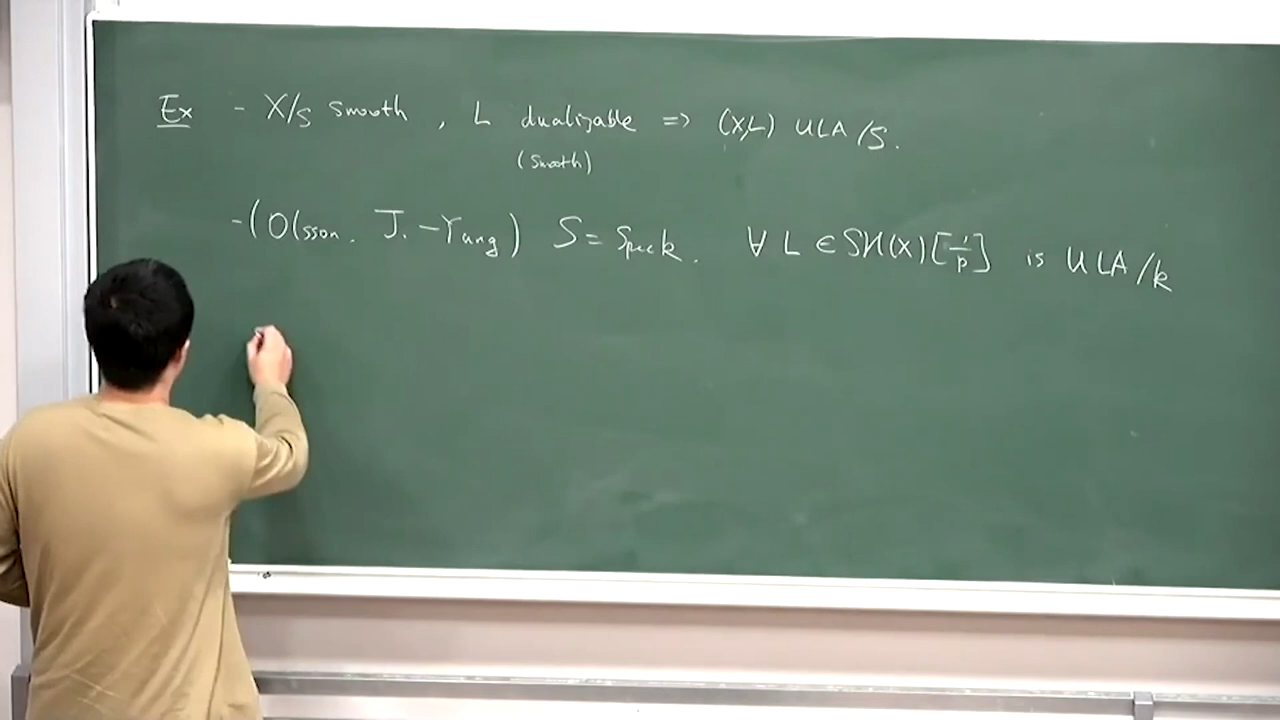 Ex - X/S smooth, L dualizable => (X,L) ULA/S.
(smooth)
- (Olsson, J.-Yang) S = Spec k. ∀ L ∈ SH(X)[1/p] is ULA/k